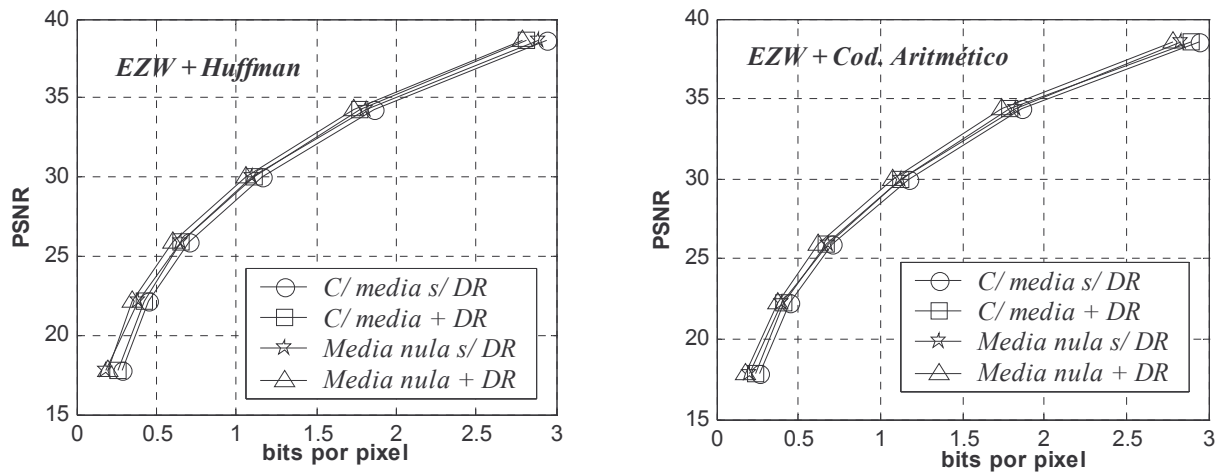 40
35
30
25
20
15
PSNR
EZW + Huffman
C/ media s/ DR
C/ media + DR
Media nula s/ DR
Media nula + DR
0.5 1 1.5 2 2.5 3
bits por pixel
40
35
30
25
20
15
PSNR
EZW + Cod. Aritmético
C/ media s/ DR
C/ media + DR
Media nula s/ DR
Media nula + DR
0 0.5 1 1.5 2 2.5 3
bits por pixel